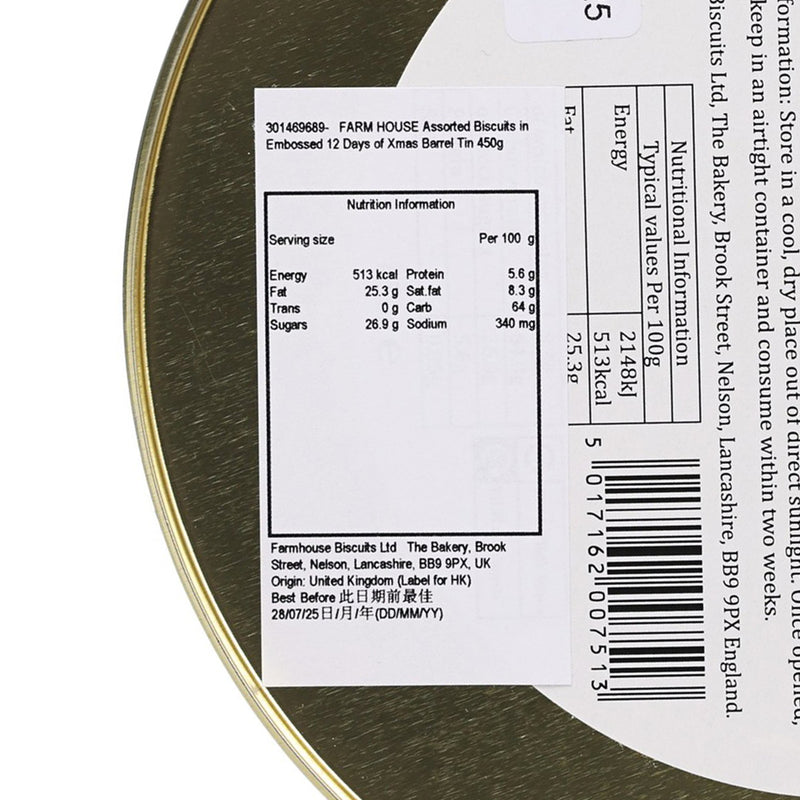 301469689- FARM HOUSE Assorted Biscuits in
Embossed 12 Days of Xmas Barrel Tin 450g
Nutrition Information
Serving size Per 100 g
Energy 513 kcal Protein 5.6 g
Fat 25.3 g Sat.fat 8.3 g
Trans 0 g Carb 64 g
Sugars 26.9 g Sodium 340 mg
Farmhouse Biscuits Ltd The Bakery, Brook
Street, Nelson, Lancashire, BB9 9PX, UK
Origin: United Kingdom (Label for HK)
Best Before 此日期前最佳
28/07/25日/月/年(DD/MM/YY)
5
formation: Store in a cool, dry place out of direct sunlight. Once opened,
keep in an airtight container and consume within two weeks.
Biscuits Ltd, The Bakery, Brook Street, Nelson, Lancashire, BB9 9PX England.
Nutritional Information
Typical values Per 100g
Energy 2148kJ
513kcal
Fat 25.3g
5 017162 007513